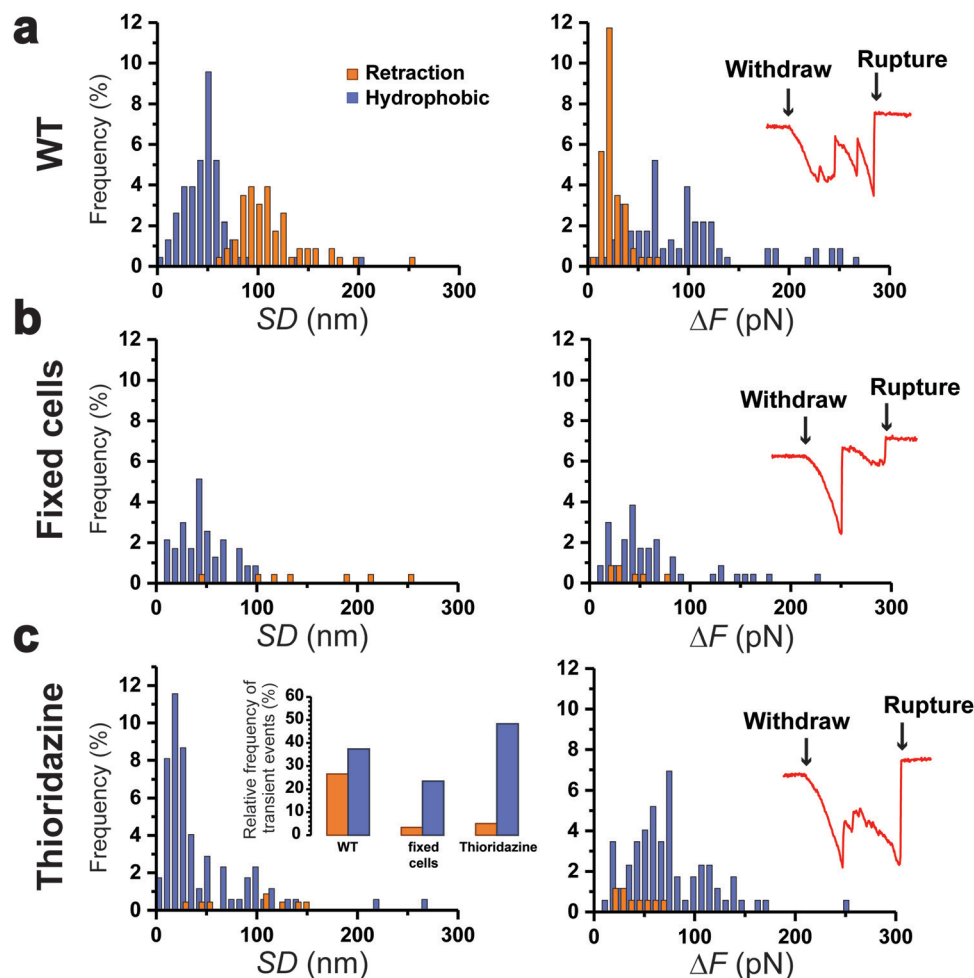 a
WT
Frequency (%)
12
10
8
6
4
2
0
0
100
200
300
SD (nm)
Retraction
Hydrophobic
12
10
8
6
4
2
0
0
100
200
300
ΔF (pN)
Withdraw
Rupture
b
Fixed cells
Frequency (%)
12
10
8
6
4
2
0
0
100
200
300
SD (nm)
12
10
8
6
4
2
0
0
100
200
300
ΔF (pN)
Withdraw
Rupture
c
Thioridazine
Frequency (%)
12
10
8
6
4
2
0
0
100
200
300
SD (nm)
Relative frequency of
transient events (%)
60
50
40
30
20
10
0
WT
fixed
cells
Thioridazine
12
10
8
6
4
2
0
0
100
200
300
ΔF (pN)
Withdraw
Rupture